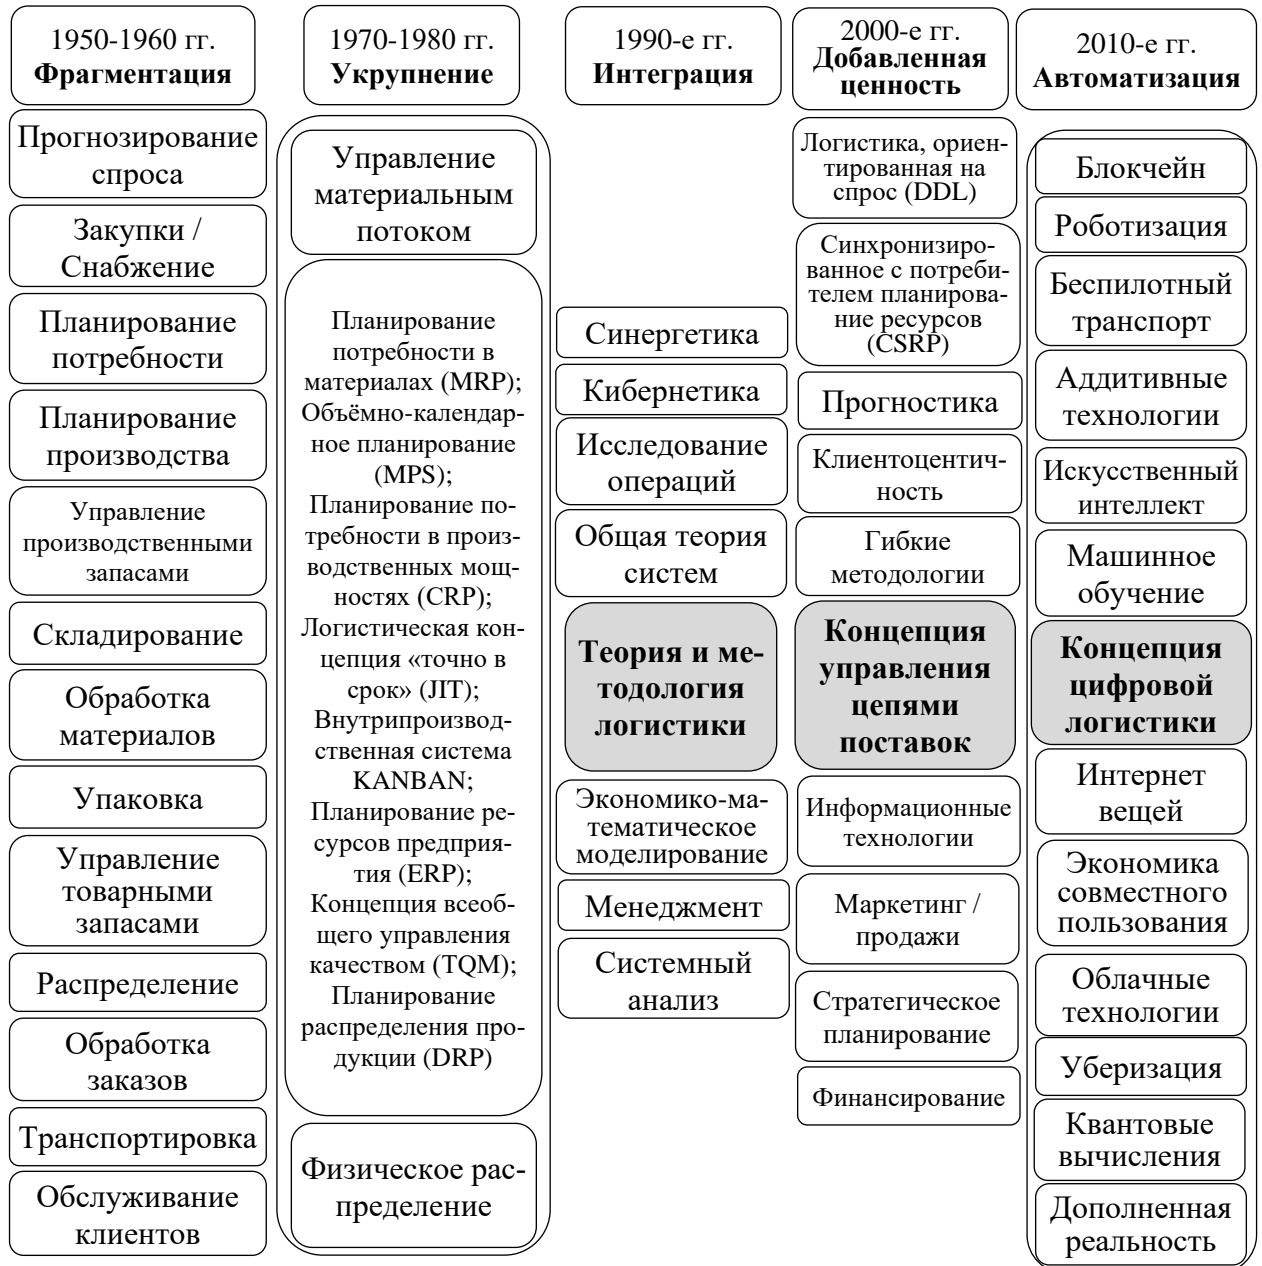 1950-1960 гг.
Фрагментация
Прогнозирование
спроса
Закупки /
Снабжение
Планирование
потребности
Планирование
производства
Управление
производственными
запасами
Складирование
Обработка
материалов
Упаковка
Управление
товарными
запасами
Распределение
Обработка
заказов
Транспортировка
Обслуживание
клиентов
1970-1980 гг.
Укрупнение
Управление
материальным
потоком
Планирование
потребности в
материалах (MRP);
Объёмно-календар-
ное планирование
(MPS);
Планирование по-
требности в произ-
водственных мощ-
ностях (CRP);
Логистическая кон-
цепция «точно в
срок» (JIT);
Внутрипроизвод-
ственная система
KANBAN;
Планирование ре-
сурсов предприя-
тия (ERP);
Концепция всеоб-
щего управления
качеством (TQM);
Планирование
распределения про-
дукции (DRP)
Физическое рас-
пределение
1990-е гг.
Интеграция
Синергетика
Кибернетика
Исследование
операций
Общая теория
систем
Теория и ме-
тодология
логистики
Экономико-ма-
тематическое
моделирование
Менеджмент
Системный
анализ
2000-е гг.
Добавленная
ценность
Логистика, ориен-
тированная на
спрос (DDL)
Синхронизиро-
ванное с потреби-
телем планирова-
ние ресурсов
(CSRP)
Прогностика
Клиентоцентич-
ность
Гибкие
методологии
Концепция
управления
цепями
поставок
Информационные
технологии
Маркетинг /
продажи
Стратегическое
планирование
Финансирование
2010-е гг.
Автоматизация
Блокчейн
Роботизация
Беспилотный
транспорт
Аддитивные
технологии
Искусственный
интеллект
Машинное
обучение
Концепция
цифровой
логистики
Интернет
вещей
Экономика
совместного
пользования
Облачные
технологии
Уберизация
Квантовые
вычисления
Дополненная
реальность